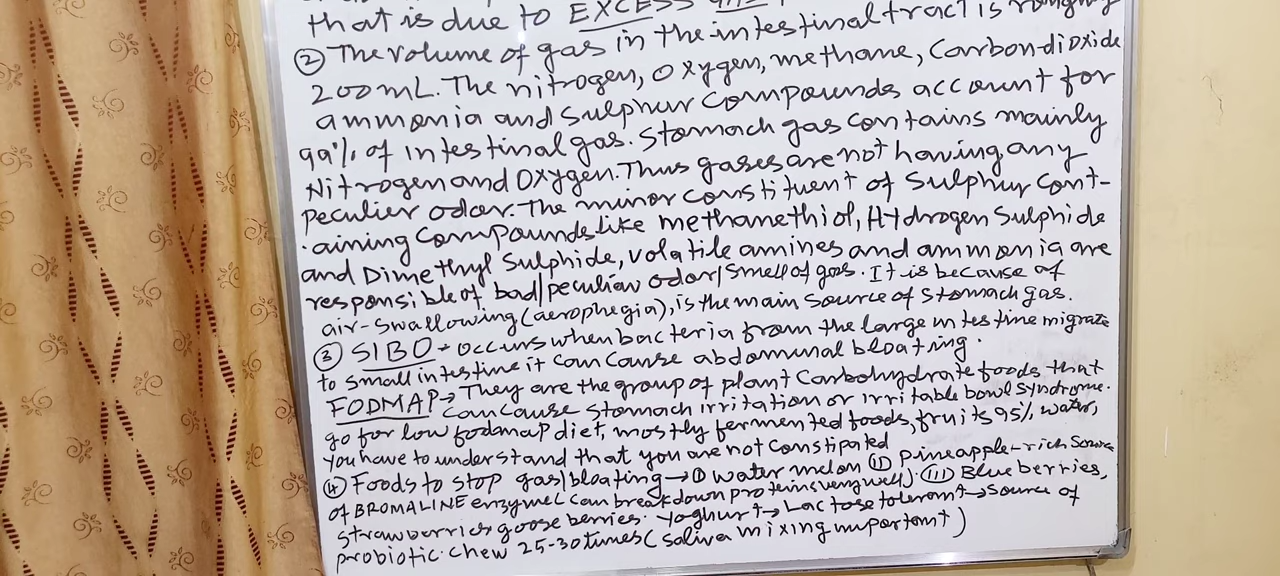 that is due to EXCESS
② The volume of gas in the intestinal tract is roughly
200mL. The nitrogen, Oxygen, methane, Carbon-dioxide
ammonia and Sulphur Compounds account for
99% of intestinal gas. Stomach gas contains mainly
Nitrogen and Oxygen. Thus gases are not having any
peculier odor. The minor constituent of Sulphur Cont-
aining Compounds like methanethiol, Hydrogen Sulphide
and Dimethyl Sulphide, volatile amines and ammonia are
responsible of bad/peculiar odor/smell of gas. It is because of
air-swallowing (aerophegia), is the main source of stomach gas.
③ SIBO → occurs when bacteria from the large intestine migrate
to small intestine it can cause abdominal bloating.
FODMAP → They are the group of plant Carbohydrate foods that
can cause stomach irritation or irritable bowl syndrome.
go for low fodmap diet, mostly fermented foods, fruits 95% water,
you have to understand that you are not constipated
④ Foods to stop gas/bloating → ① water melon (ii) pineapple-rich source
of BROMALINE enzyme (can breakdown proteins very well). (iii) Blueberries,
strawberries gooseberries. Yoghurt → Lactose tolerant → source of
probiotic. chew 25-30 times (saliva mixing important)